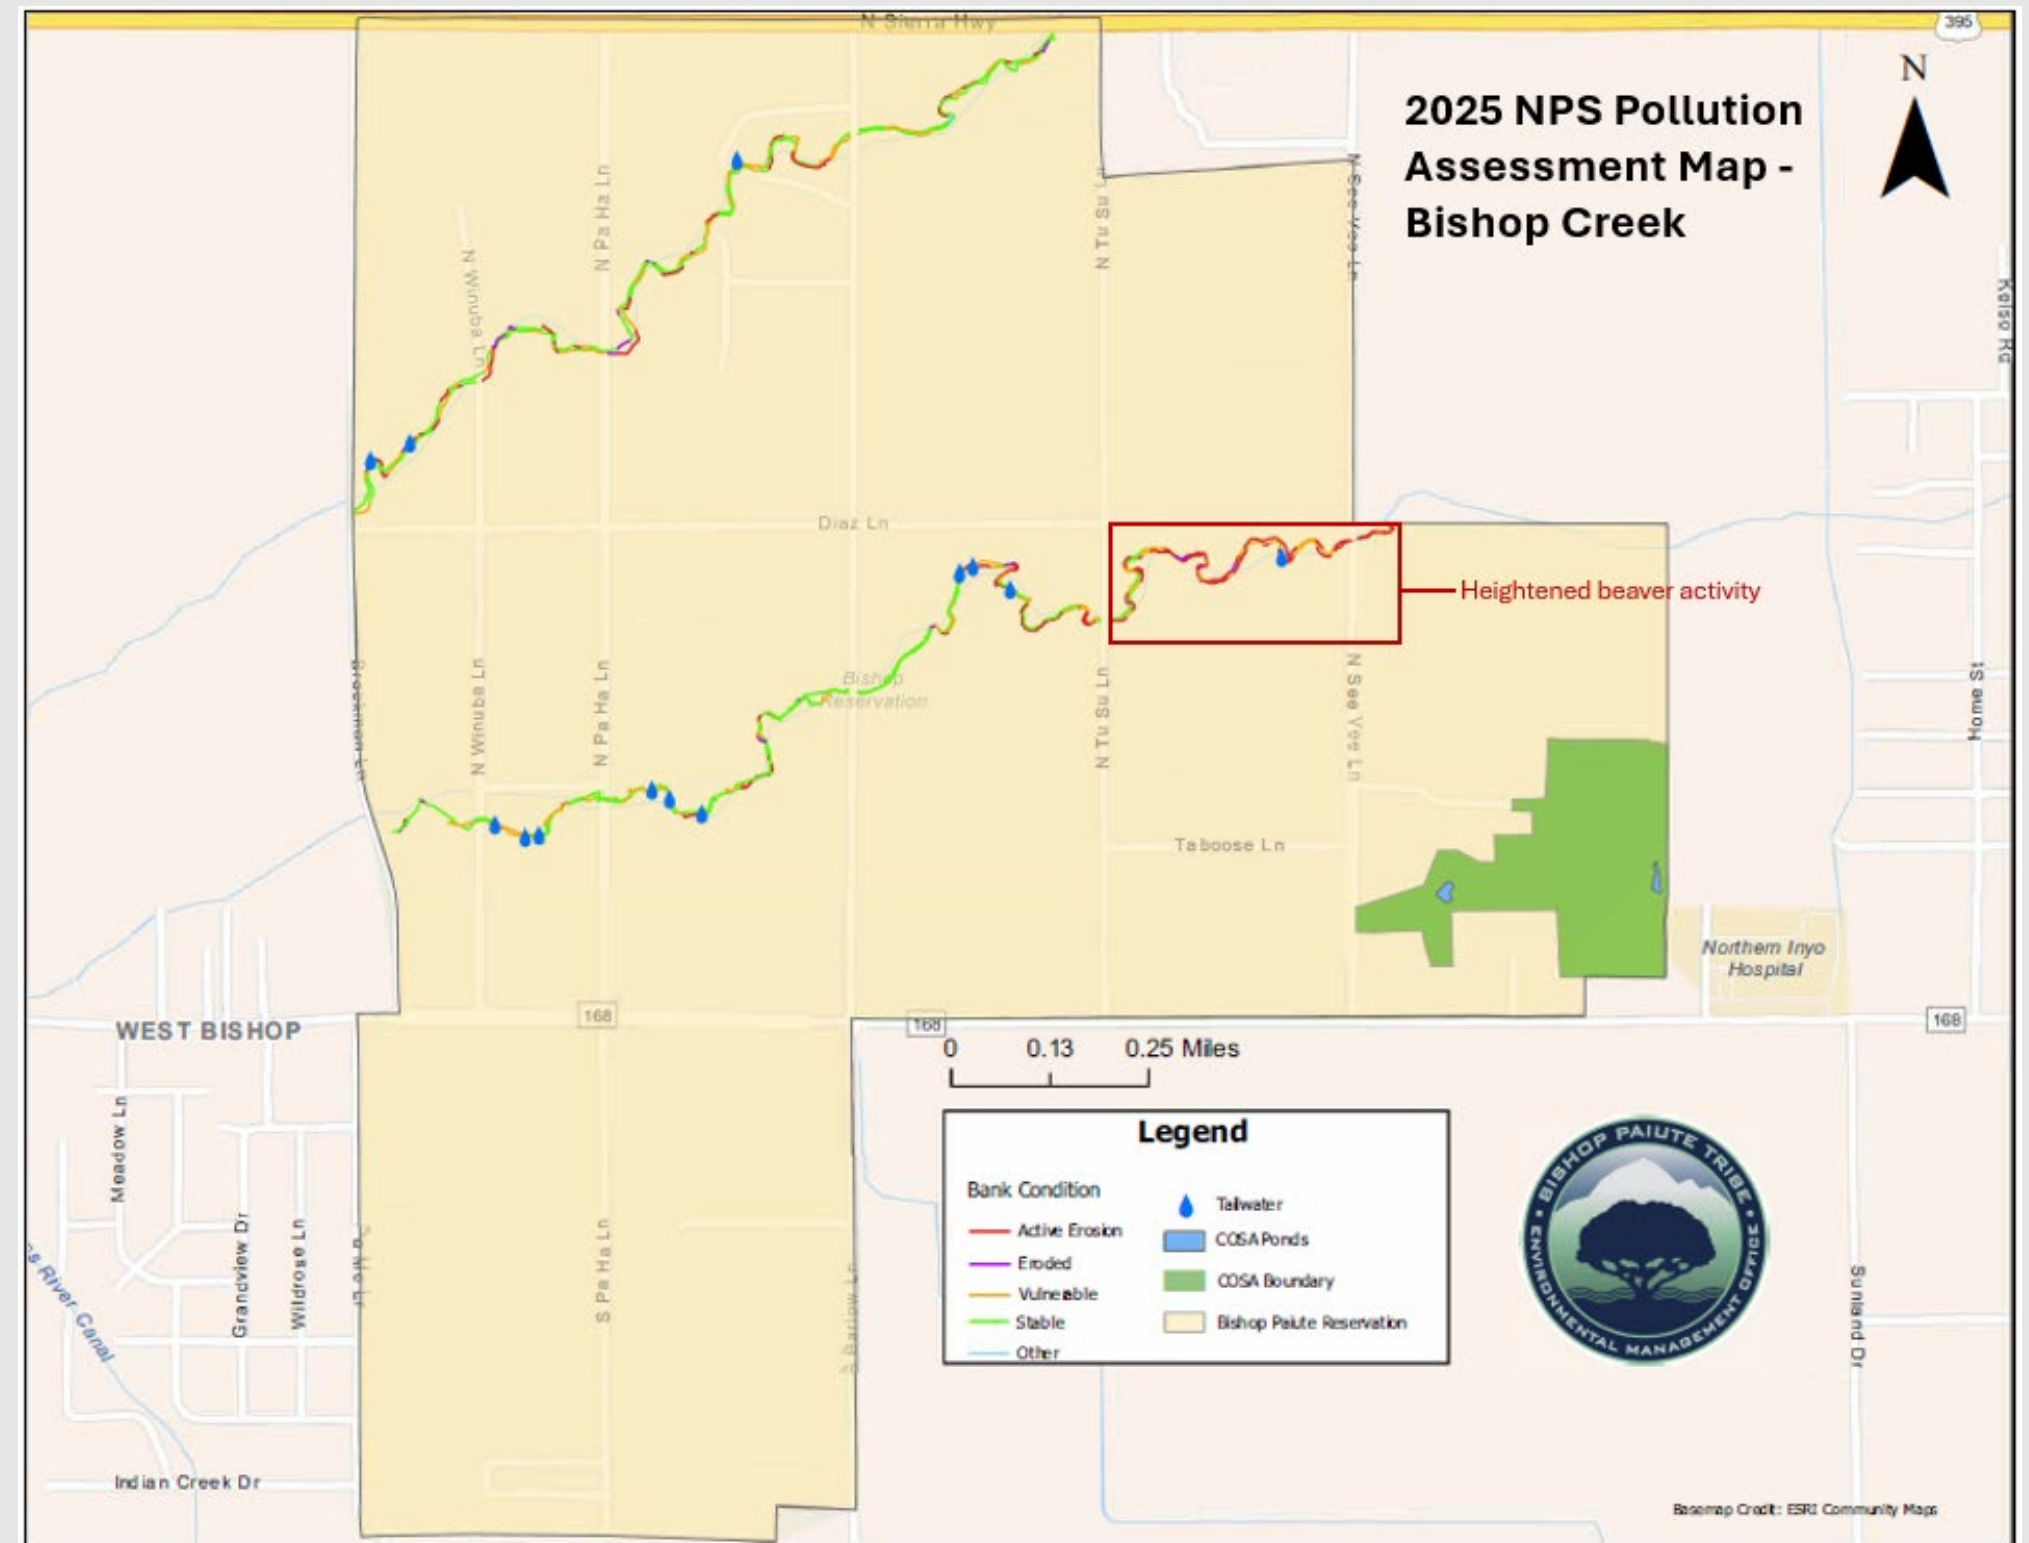 N Sierra Hwy
395
N
2025 NPS Pollution
Assessment Map -
Bishop Creek
N Pa Ha Ln
N Tu Su Ln
N See Vee Ln
N Winuba Ln
Kelso Rd
Diaz Ln
Heightened beaver activity
Bishop
Reservation
Brockman Ln
N Winuba Ln
N Pa Ha Ln
N Tu Su Ln
N See Vee Ln
Home St
Taboose Ln
Northern Inyo
Hospital
WEST BISHOP
168
168
168
0 0.13 0.25 Miles
Meadow Ln
Grandview Dr
Wildrose Ln
S Pa Ha Ln
S Barlow Ln
Sunland Dr
River Canal
Indian Creek Dr
Legend
Bank Condition
Active Erosion
Eroded
Vulnerable
Stable
Other
Tailwater
COSA Ponds
COSA Boundary
Bishop Paiute Reservation
BISHOP PAIUTE TRIBE
ENVIRONMENTAL MANAGEMENT OFFICE
Basemap Credit: ESRI Community Maps